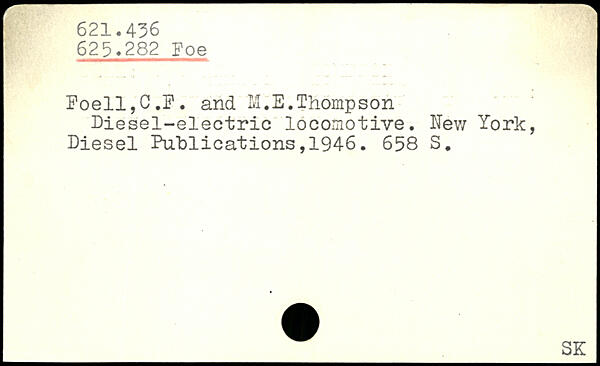 621.436
625.282 Foe
Foell,C.F. and M.E.Thompson
Diesel-electric locomotive. New York,
Diesel Publications,1946. 658 S.
SK